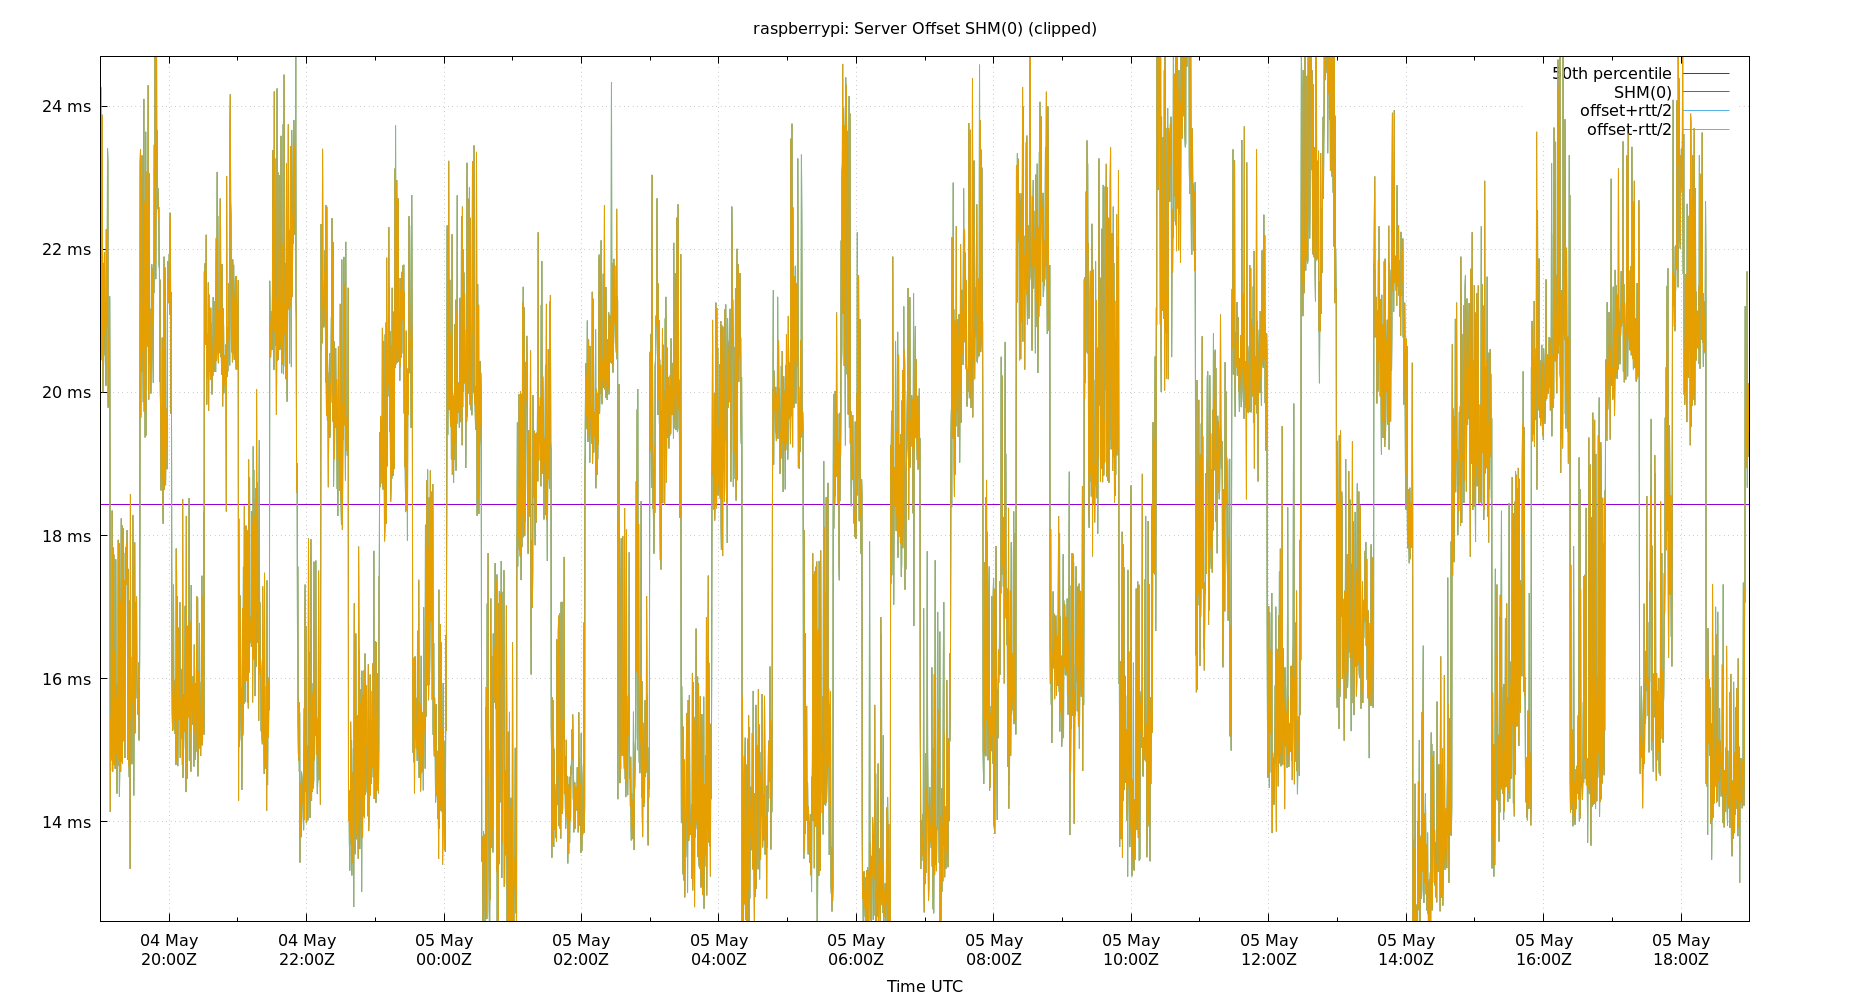 raspberrypi: Server Offset SHM(0) (clipped)
50th percentile
SHM(0)
offset+rtt/2
offset-rtt/2
24 ms
22 ms
20 ms
18 ms
16 ms
14 ms
04 May 04 May 05 May 05 May 05 May 05 May 05 May 05 May 05 May 05 May 05 May 05 May
20:00Z 22:00Z 00:00Z 02:00Z 04:00Z 06:00Z 08:00Z 10:00Z 12:00Z 14:00Z 16:00Z 18:00Z
Time UTC